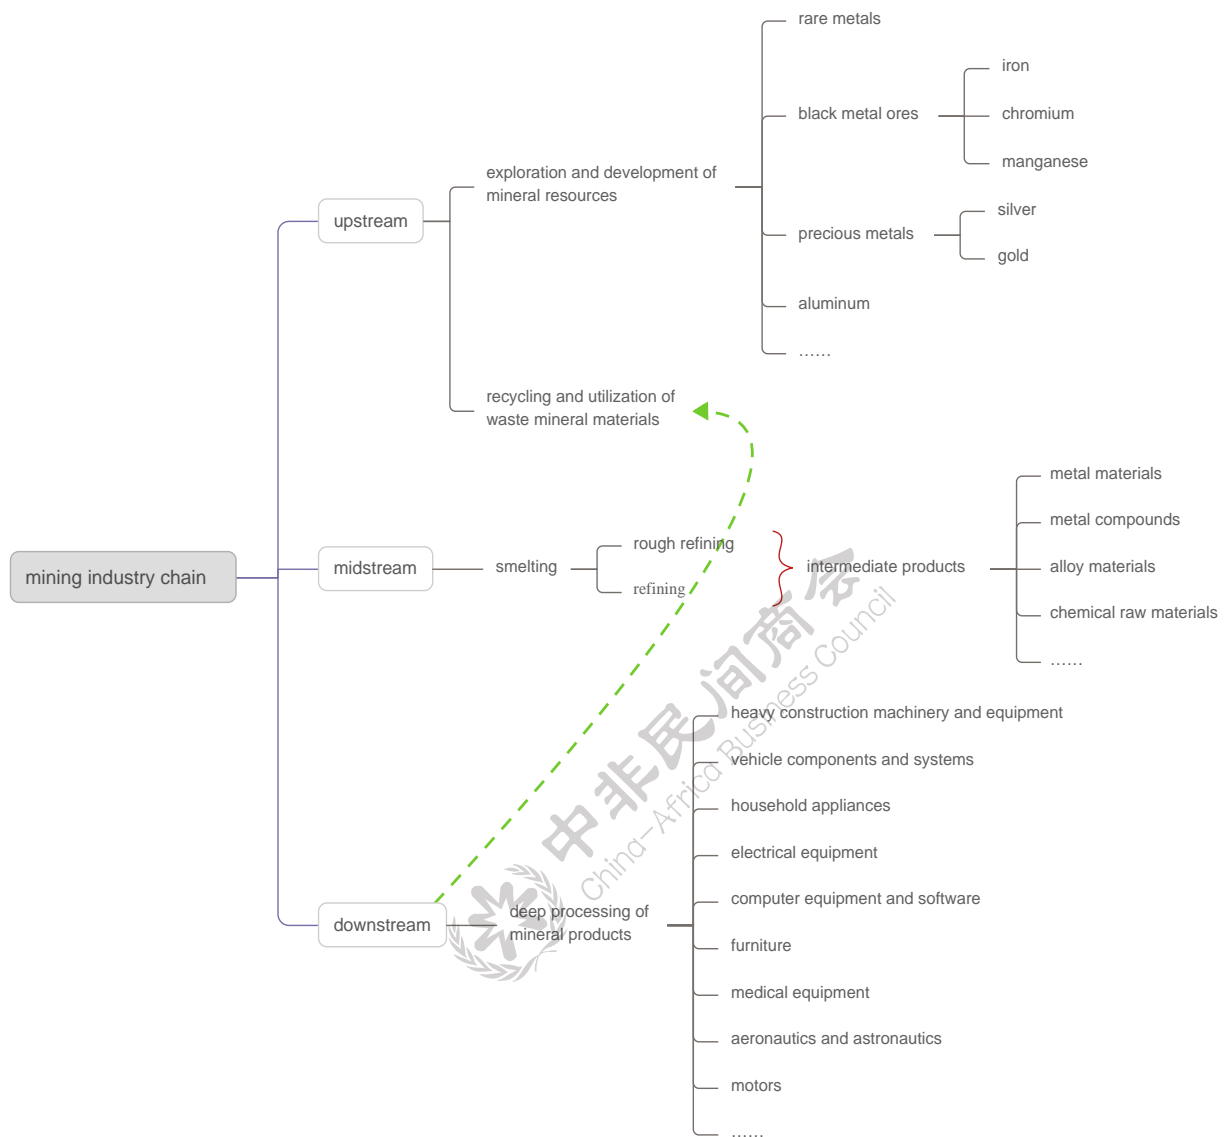 mining industry chain
upstream
exploration and development of
mineral resources
rare metals
black metal ores
iron
chromium
manganese
precious metals
silver
gold
aluminum
……
recycling and utilization of
waste mineral materials
midstream
smelting
rough refining
refining
intermediate products
metal materials
metal compounds
alloy materials
chemical raw materials
……
downstream
deep processing of
mineral products
heavy construction machinery and equipment
vehicle components and systems
household appliances
electrical equipment
computer equipment and software
furniture
medical equipment
aeronautics and astronautics
motors
……
中非民间商会
China-Africa Business Council